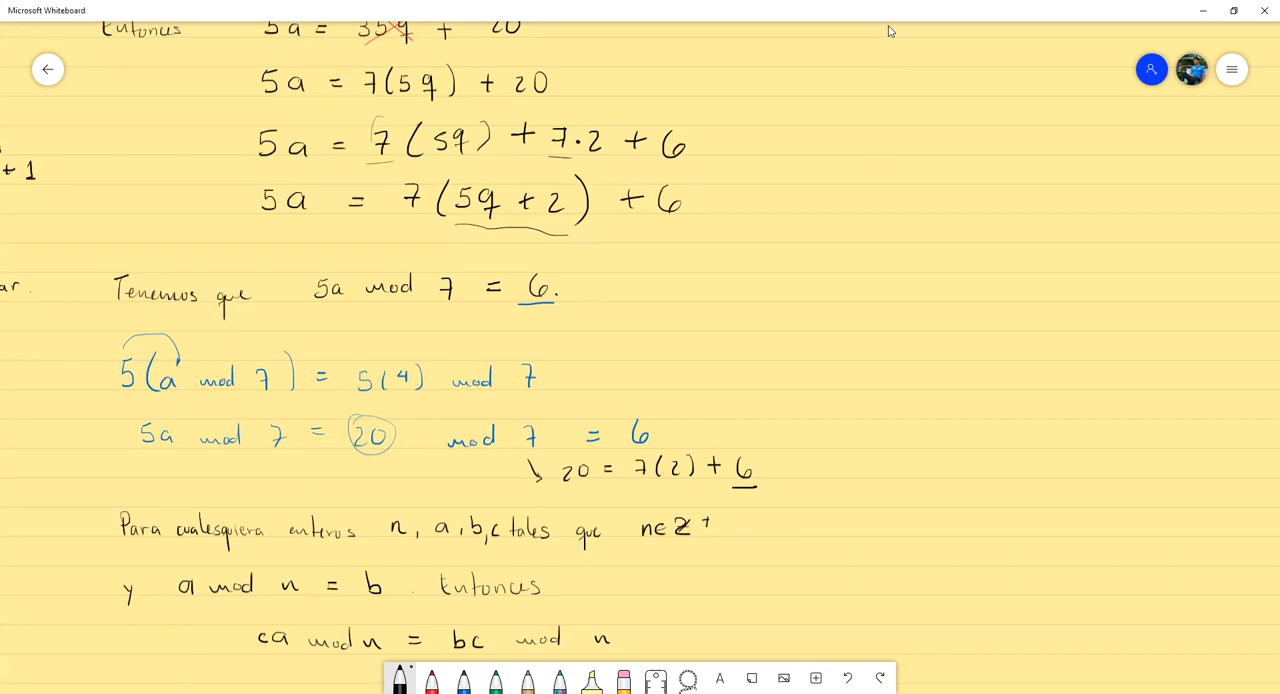 Microsoft Whiteboard
Entonces 5a = 35q + 20
5a = 7(5q) + 20
+ 1
5a = 7(5q) + 7·2 + 6
5a = 7(5q + 2) + 6
ar. Tenemos que 5a mod 7 = 6.
5(a mod 7) = 5(4) mod 7
5a mod 7 = 20 mod 7 = 6
20 = 7(2) + 6
Para cualesquiera enteros n, a, b, c tales que n∈Z+
y a mod n = b. Entonces
ca mod n = bc mod n
A